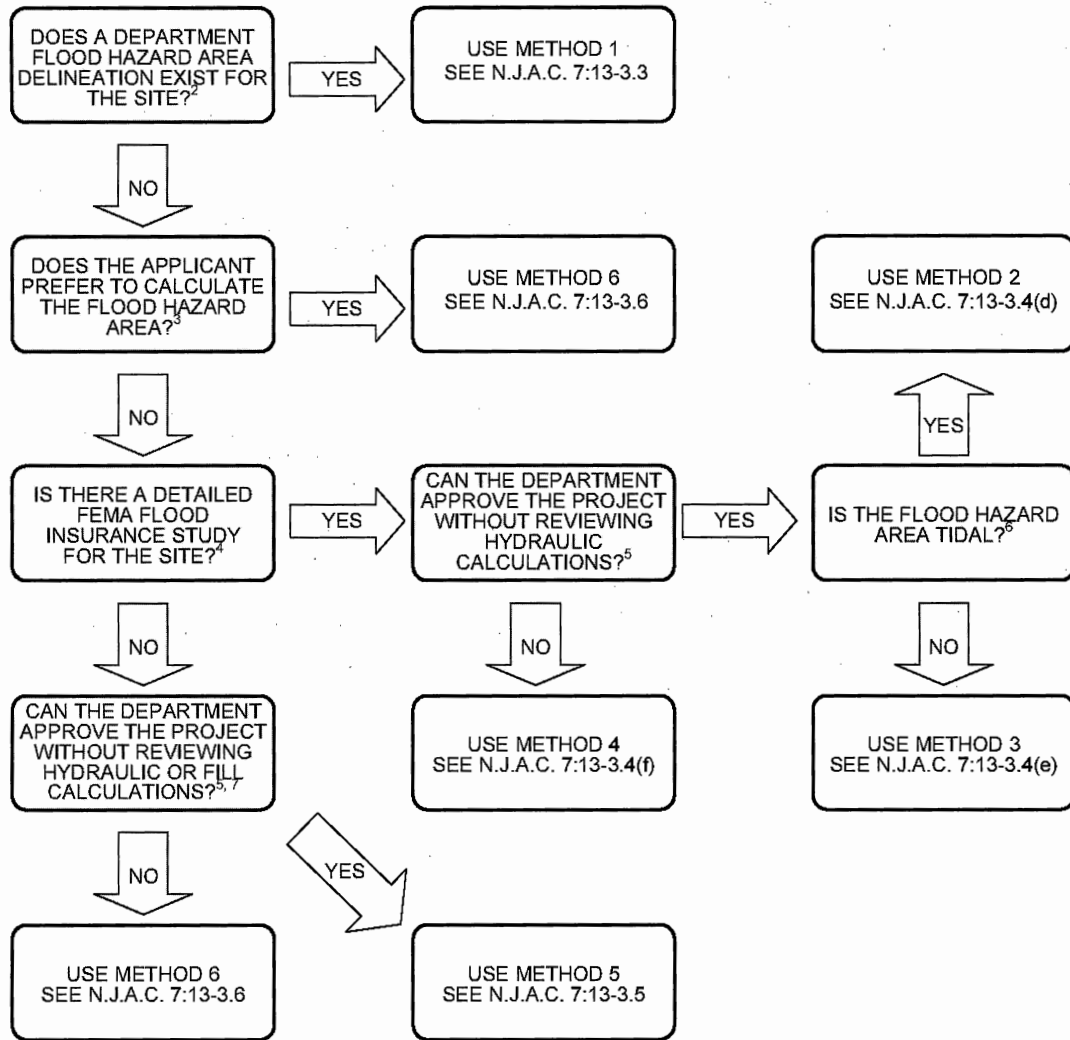 DOES A DEPARTMENT
FLOOD HAZARD AREA
DELINEATION EXIST FOR
THE SITE?²
YES
USE METHOD 1
SEE N.J.A.C. 7:13-3.3
NO
DOES THE APPLICANT
PREFER TO CALCULATE
THE FLOOD HAZARD
AREA?³
YES
USE METHOD 6
SEE N.J.A.C. 7:13-3.6
USE METHOD 2
SEE N.J.A.C. 7:13-3.4(d)
NO
YES
IS THERE A DETAILED
FEMA FLOOD
INSURANCE STUDY
FOR THE SITE?⁴
YES
CAN THE DEPARTMENT
APPROVE THE PROJECT
WITHOUT REVIEWING
HYDRAULIC
CALCULATIONS?⁵
YES
IS THE FLOOD HAZARD
AREA TIDAL?⁶
NO
NO
NO
CAN THE DEPARTMENT
APPROVE THE PROJECT
WITHOUT REVIEWING
HYDRAULIC OR FILL
CALCULATIONS?⁵, ⁷
USE METHOD 4
SEE N.J.A.C. 7:13-3.4(f)
USE METHOD 3
SEE N.J.A.C. 7:13-3.4(e)
NO
YES
USE METHOD 6
SEE N.J.A.C. 7:13-3.6
USE METHOD 5
SEE N.J.A.C. 7:13-3.5